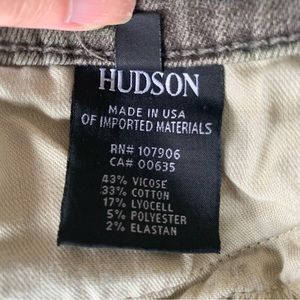 HUDSON
MADE IN USA
OF IMPORTED MATERIALS
RN# 107906
CA# 00635
43% VICOSE
33% COTTON
17% LYOCELL
5% POLYESTER
2% ELASTAN